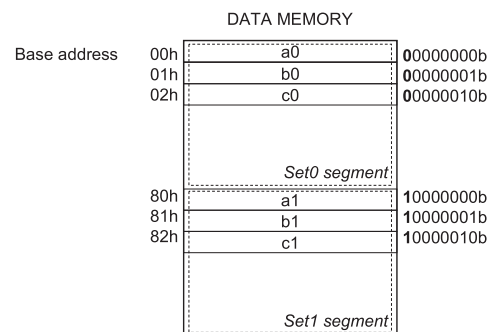 DATA MEMORY
Base address 00h a0 00000000b
01h b0 00000001b
02h c0 00000010b
Set0 segment
80h a1 10000000b
81h b1 10000001b
82h c1 10000010b
Set1 segment